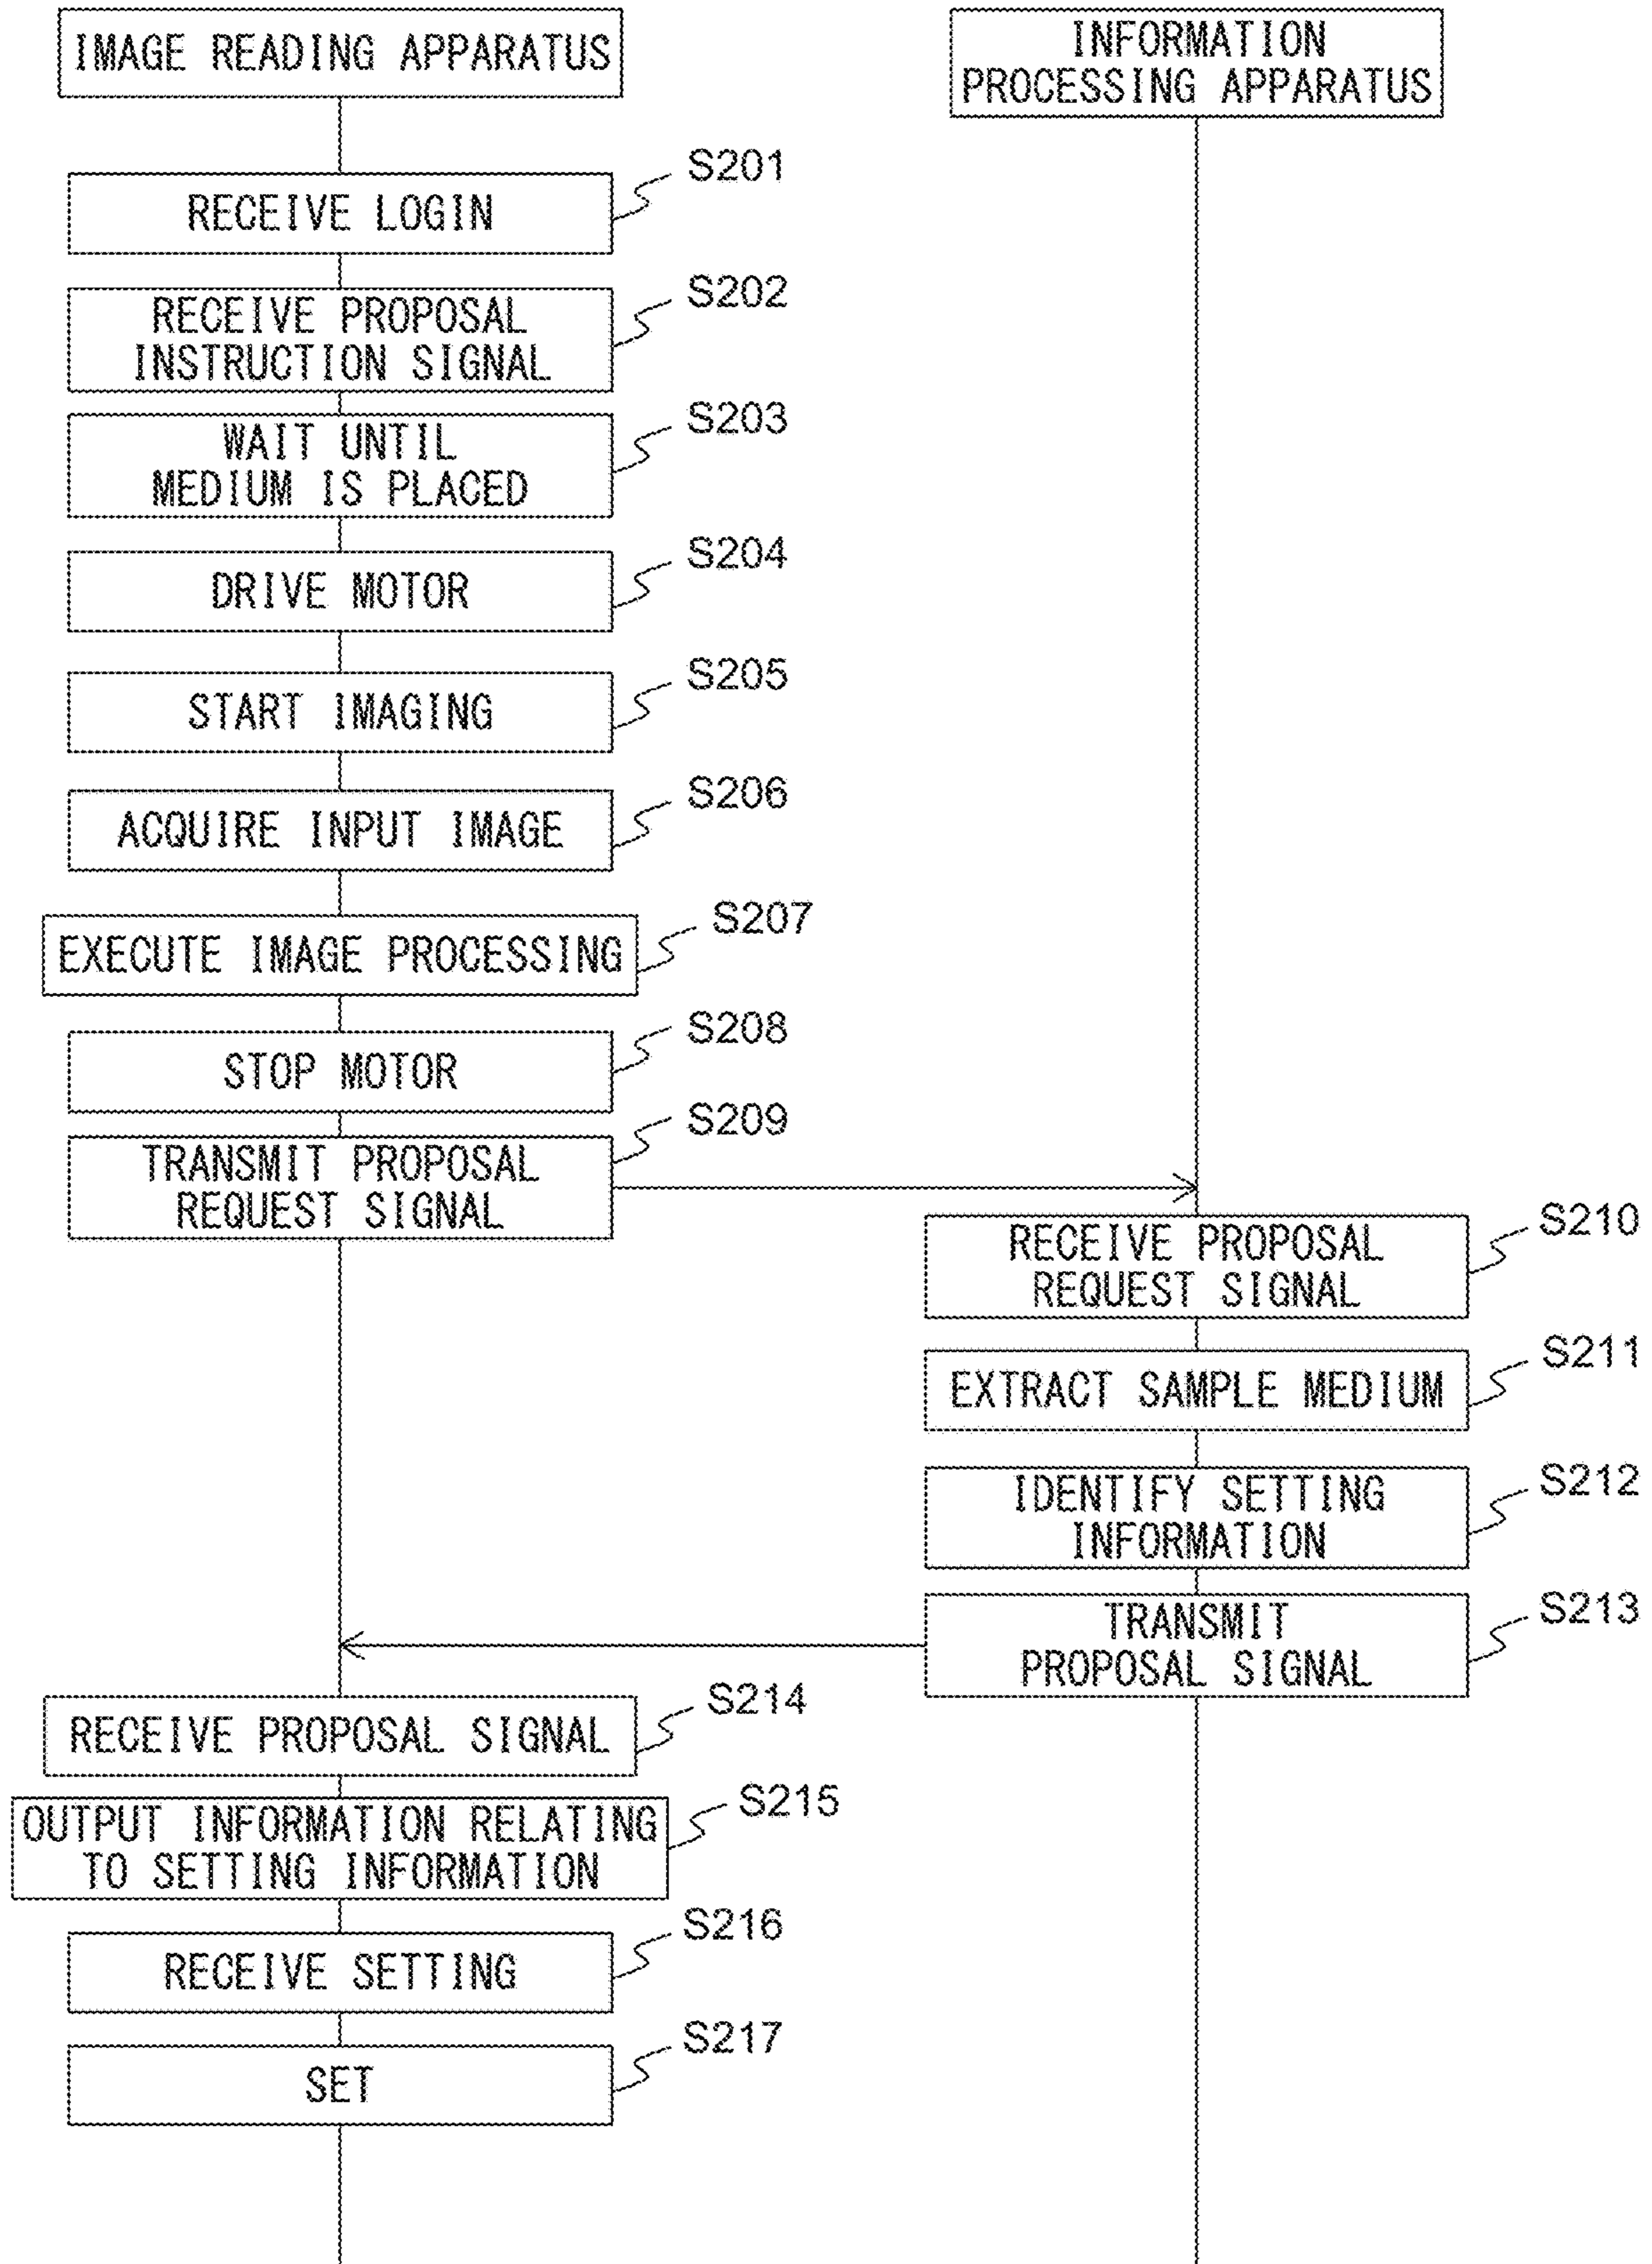 IMAGE READING APPARATUS
INFORMATION
PROCESSING APPARATUS
S201
RECEIVE LOGIN
S202
RECEIVE PROPOSAL
INSTRUCTION SIGNAL
S203
WAIT UNTIL
MEDIUM IS PLACED
S204
DRIVE MOTOR
S205
START IMAGING
S206
ACQUIRE INPUT IMAGE
S207
EXECUTE IMAGE PROCESSING
S208
STOP MOTOR
S209
TRANSMIT PROPOSAL
REQUEST SIGNAL
S210
RECEIVE PROPOSAL
REQUEST SIGNAL
S211
EXTRACT SAMPLE MEDIUM
S212
IDENTIFY SETTING
INFORMATION
S213
TRANSMIT
PROPOSAL SIGNAL
S214
RECEIVE PROPOSAL SIGNAL
S215
OUTPUT INFORMATION RELATING
TO SETTING INFORMATION
S216
RECEIVE SETTING
S217
SET